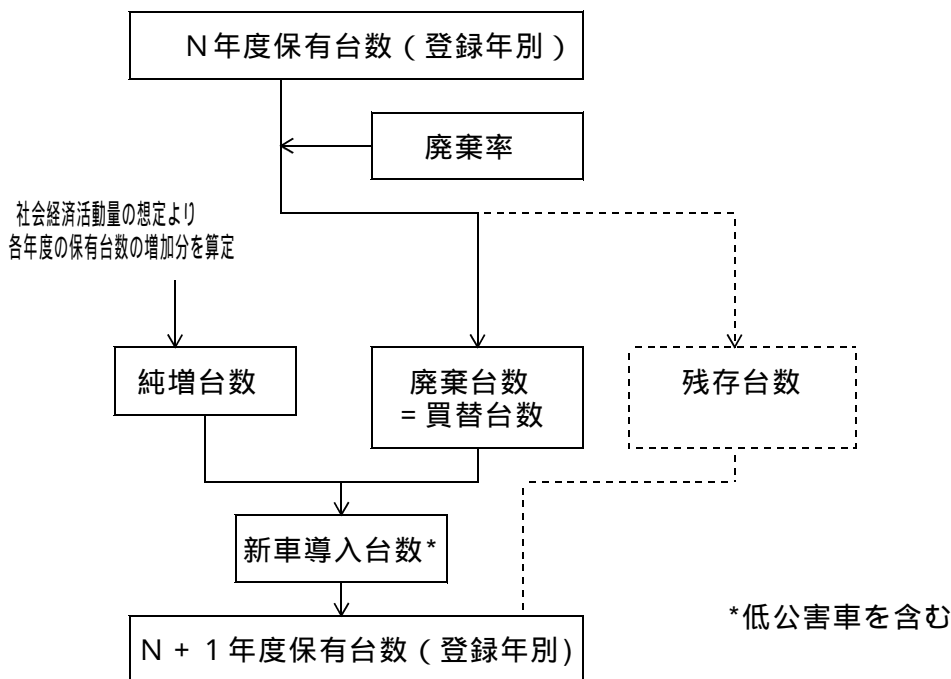 N年度保有台数（登録年別）
廃棄率
社会経済活動量の想定より
各年度の保有台数の増加分を算定
純増台数
廃棄台数
=買替台数
残存台数
新車導入台数*
*低公害車を含む
N+1年度保有台数（登録年別)